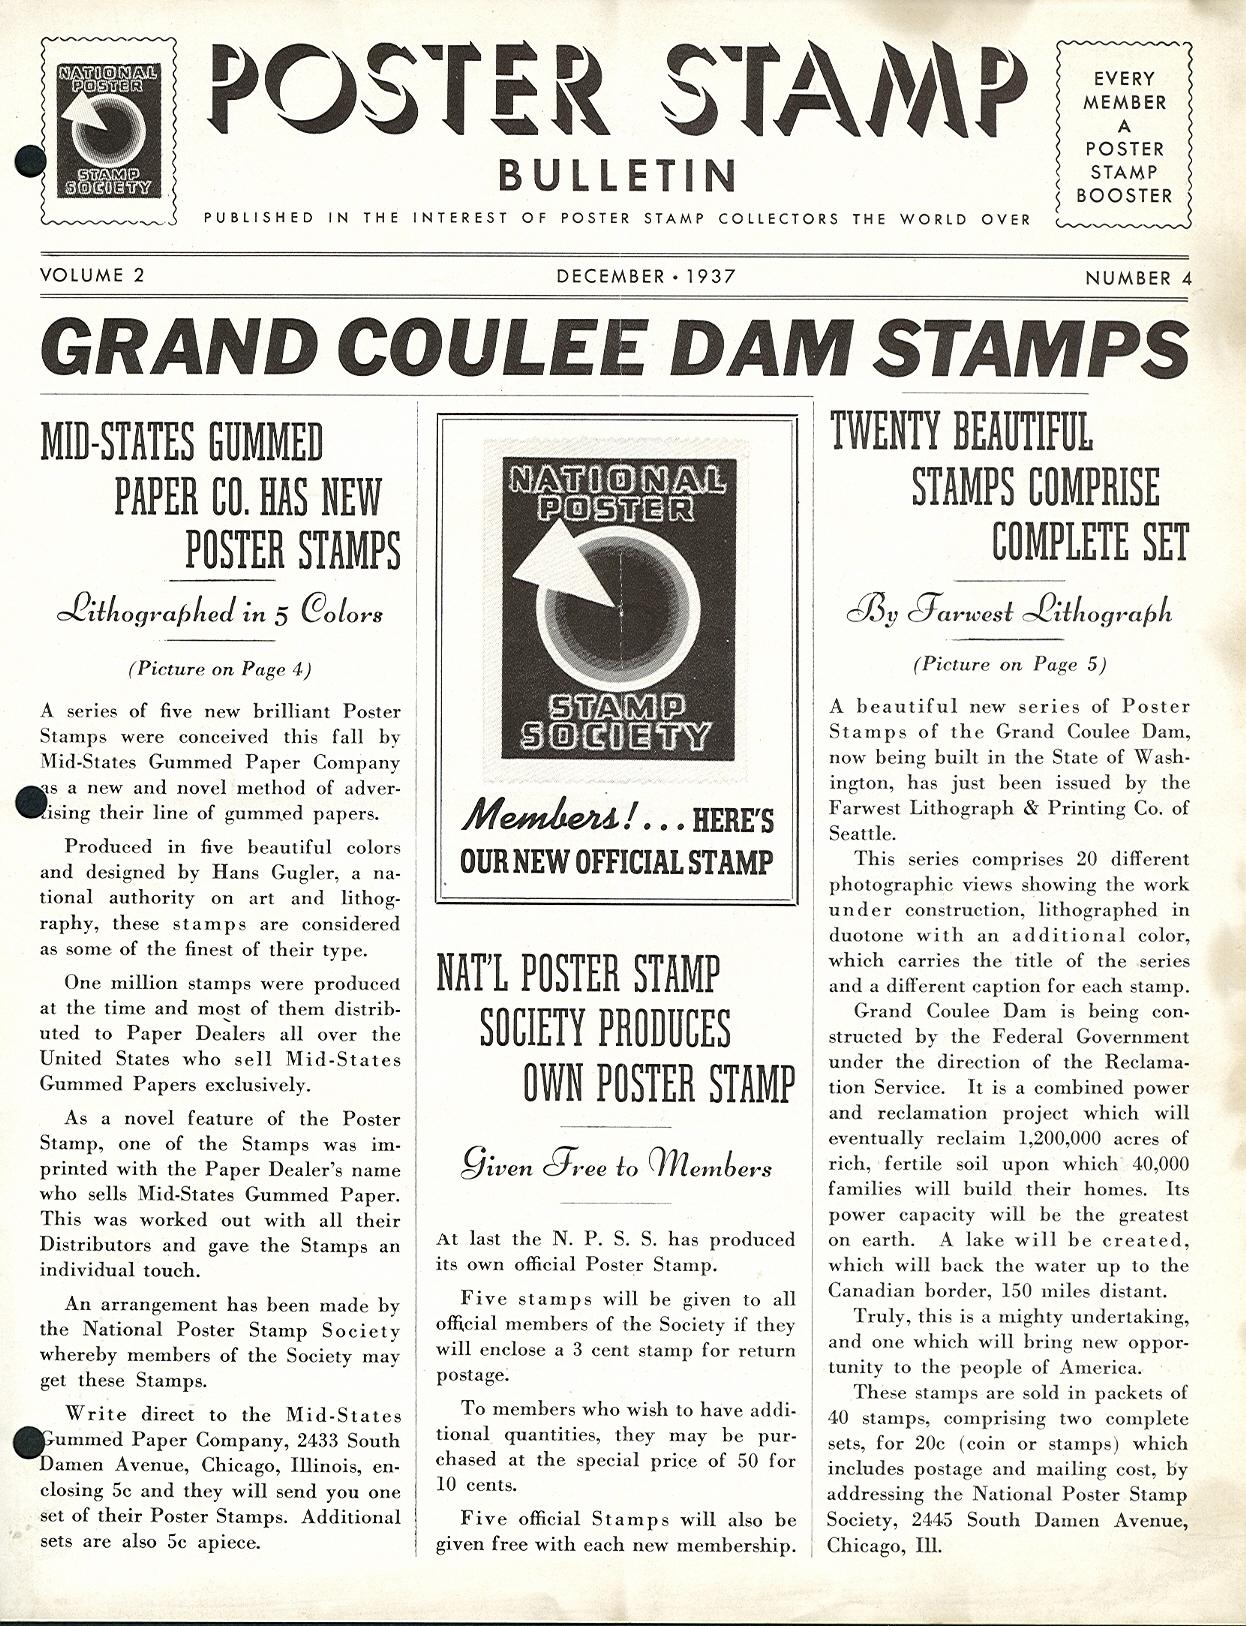 NATIONAL
POSTER
STAMP
SOCIETY
POSTER STAMP
BULLETIN
PUBLISHED IN THE INTEREST OF POSTER STAMP COLLECTORS THE WORLD OVER
EVERY
MEMBER
A
POSTER
STAMP
BOOSTER
VOLUME 2
DECEMBER • 1937
NUMBER 4
GRAND COULEE DAM STAMPS
MID-STATES GUMMED
PAPER CO. HAS NEW
POSTER STAMPS
Lithographed in 5 Colors
(Picture on Page 4)
A series of five new brilliant Poster
Stamps were conceived this fall by
Mid-States Gummed Paper Company
as a new and novel method of adver-
tising their line of gummed papers.
Produced in five beautiful colors
and designed by Hans Gugler, a na-
tional authority on art and lithog-
raphy, these stamps are considered
as some of the finest of their type.
One million stamps were produced
at the time and most of them distrib-
uted to Paper Dealers all over the
United States who sell Mid-States
Gummed Papers exclusively.
As a novel feature of the Poster
Stamp, one of the Stamps was im-
printed with the Paper Dealer's name
who sells Mid-States Gummed Paper.
This was worked out with all their
Distributors and gave the Stamps an
individual touch.
An arrangement has been made by
the National Poster Stamp Society
whereby members of the Society may
get these Stamps.
Write direct to the Mid-States
Gummed Paper Company, 2433 South
Damen Avenue, Chicago, Illinois, en-
closing 5c and they will send you one
set of their Poster Stamps. Additional
sets are also 5c apiece.
NATIONAL
POSTER
STAMP
SOCIETY
Members! . . . HERE'S
OUR NEW OFFICIAL STAMP
NAT'L POSTER STAMP
SOCIETY PRODUCES
OWN POSTER STAMP
Given Free to Members
At last the N. P. S. S. has produced
its own official Poster Stamp.
Five stamps will be given to all
official members of the Society if they
will enclose a 3 cent stamp for return
postage.
To members who wish to have addi-
tional quantities, they may be pur-
chased at the special price of 50 for
10 cents.
Five official Stamps will also be
given free with each new membership.
TWENTY BEAUTIFUL
STAMPS COMPRISE
COMPLETE SET
By Farwest Lithograph
(Picture on Page 5)
A beautiful new series of Poster
Stamps of the Grand Coulee Dam,
now being built in the State of Wash-
ington, has just been issued by the
Farwest Lithograph & Printing Co. of
Seattle.
This series comprises 20 different
photographic views showing the work
under construction, lithographed in
duotone with an additional color,
which carries the title of the series
and a different caption for each stamp.
Grand Coulee Dam is being con-
structed by the Federal Government
under the direction of the Reclama-
tion Service. It is a combined power
and reclamation project which will
eventually reclaim 1,200,000 acres of
rich, fertile soil upon which 40,000
families will build their homes. Its
power capacity will be the greatest
on earth. A lake will be created,
which will back the water up to the
Canadian border, 150 miles distant.
Truly, this is a mighty undertaking,
and one which will bring new oppor-
tunity to the people of America.
These stamps are sold in packets of
40 stamps, comprising two complete
sets, for 20c (coin or stamps) which
includes postage and mailing cost, by
addressing the National Poster Stamp
Society, 2445 South Damen Avenue,
Chicago, Ill.